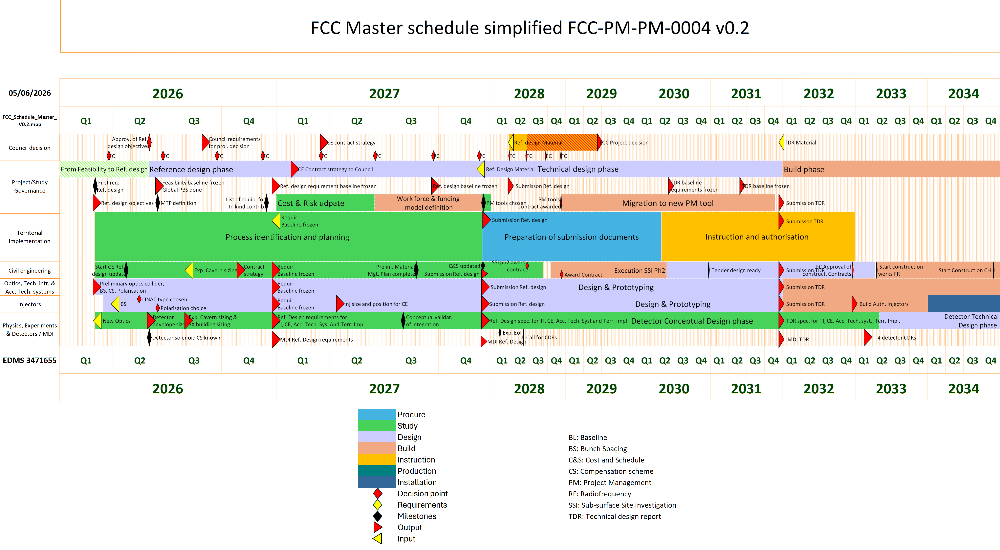 FCC Master schedule simplified FCC-PM-PM-0004 v0.2
05/06/2026
2026 2027 2028 2029 2030 2031 2032 2033 2034
FCC_Schedule_Master_
V0.2.mpp
Q1 Q2 Q3 Q4 Q1 Q2 Q3 Q4 Q1 Q2 Q3 Q4 Q1 Q2 Q3 Q4 Q1 Q2 Q3 Q4 Q1 Q2 Q3 Q4 Q1 Q2 Q3 Q4 Q1 Q2 Q3 Q4 Q1 Q2 Q3 Q4
Council decision
Approv. of Ref.
design objectives
Council requirements
for proj. decision
CE contract strategy
Ref. design Material
FCC Project decision
TDR Material
FC FC FC FC FC FC FC FC FC FC FC FC
Project/Study
Governance
From Feasibility to Ref. design
Reference design phase
CE Contract strategy to Council
Ref. Design Material
Technical design phase
Build phase
First req.
Ref. design
Feasibility baseline frozen
Global PBS done
Ref. design requirement baseline frozen
Ref. design baseline frozen
Submisson Ref. design
TDR baseline
requirements frozen
TDR baseline frozen
Ref. design objectives
MTP definition
List of equip. for
In kind contrib.
Cost & Risk udpate
Work force & funding
model definition
PM tools chosen
PM tools
contract awarded
Migration to new PM tool
Submission TDR
Territorial
Implementation
Requir.
Baseline frozen
Process identification and planning
Submission Ref. design
Preparation of submission documents
Submisson TDR
Instruction and authorisation
Civil engineering
Start CE Ref.
design update
Exp. Cavern sizing
Contract
strategy
Requir.
Baseline frozen
Prelim. Material
Mgt. Plan complete
C&S updated
Submission Ref. design
SSI ph2 award
contract
Award Contract
Execution SSI Ph2
Tender design ready
Submission TDR
FC Approval of
construct. Contracts
Start construction
works FR
Start Construction CH
Optics, Tech. infr. &
Acc. Tech. systems
Preliminary optics collider,
BS, CS, Polarisation
Requir.
Baseline frozen
Submission Ref. design
Design & Prototyping
Submission TDR
Injectors
BS
LINAC type chosen
Polarisation choice
Requir.
Baseline frozen
Inj size and position for CE
Submission Ref. design
Design & Prototyping
Submission TDR
Build Auth. Injectors
Physics, Experiments
& Detectors / MDI
New Optics
Detector
envelope size
Exp. Cavern sizing &
SX building sizing
Ref. Design requirements for
TI, CE, Acc. Tech. Sys. And Terr. Imp.
Conceptual validat.
of integration
Ref. Design spec. for TI, CE, Acc. Tech. Syst and Terr. Impl
Detector Conceptual Design phase
TDR spec. for TI, CE, Acc. Tech. syst., Terr. Impl.
Detector Technical
Design phase
Detector solenoid CS known
MDI Ref. Design requirements
Exp. EoI
MDI Ref. Design
Call for CDRs
MDI TDR
4 detector CDRs
EDMS 3471655
Q1 Q2 Q3 Q4 Q1 Q2 Q3 Q4 Q1 Q2 Q3 Q4 Q1 Q2 Q3 Q4 Q1 Q2 Q3 Q4 Q1 Q2 Q3 Q4 Q1 Q2 Q3 Q4 Q1 Q2 Q3 Q4 Q1 Q2 Q3 Q4
2026 2027 2028 2029 2030 2031 2032 2033 2034
Procure
Study
Design
Build
Instruction
Production
Installation
Decision point
Requirements
Milestones
Output
Input
BL: Baseline
BS: Bunch Spacing
C&S: Cost and Schedule
CS: Compensation scheme
PM: Project Management
RF: Radiofrequency
SSI: Sub-surface Site Investigation
TDR: Technical design report